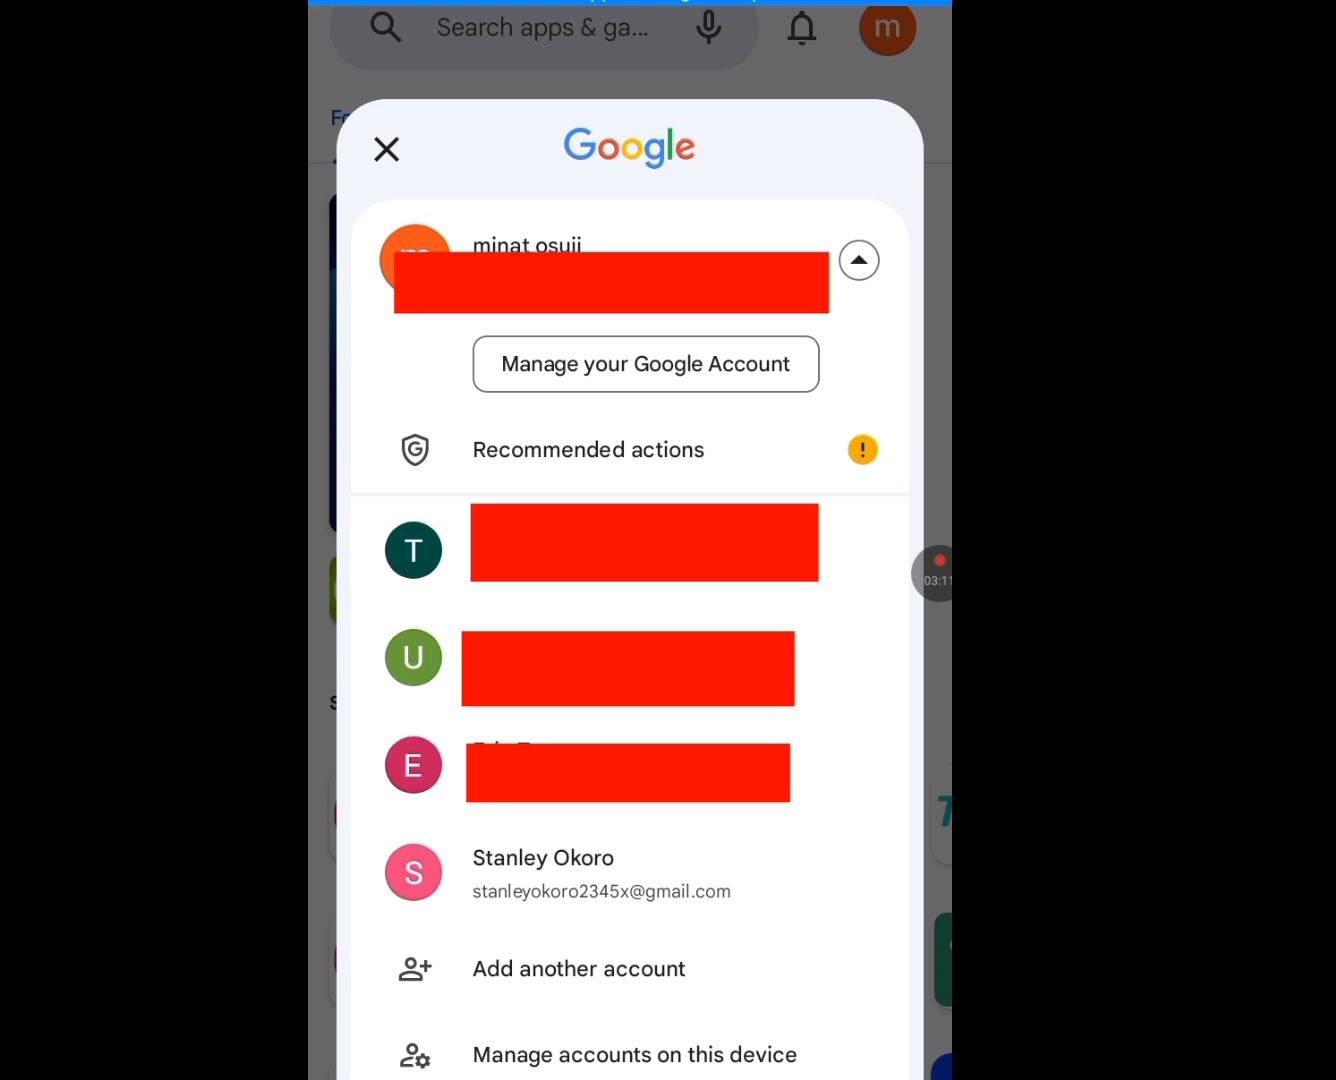 Search apps & ga...
m
Google
minat osuji
Manage your Google Account
Recommended actions
T
U
E
S
Stanley Okoro
stanleyokoro2345x@gmail.com
Add another account
Manage accounts on this device